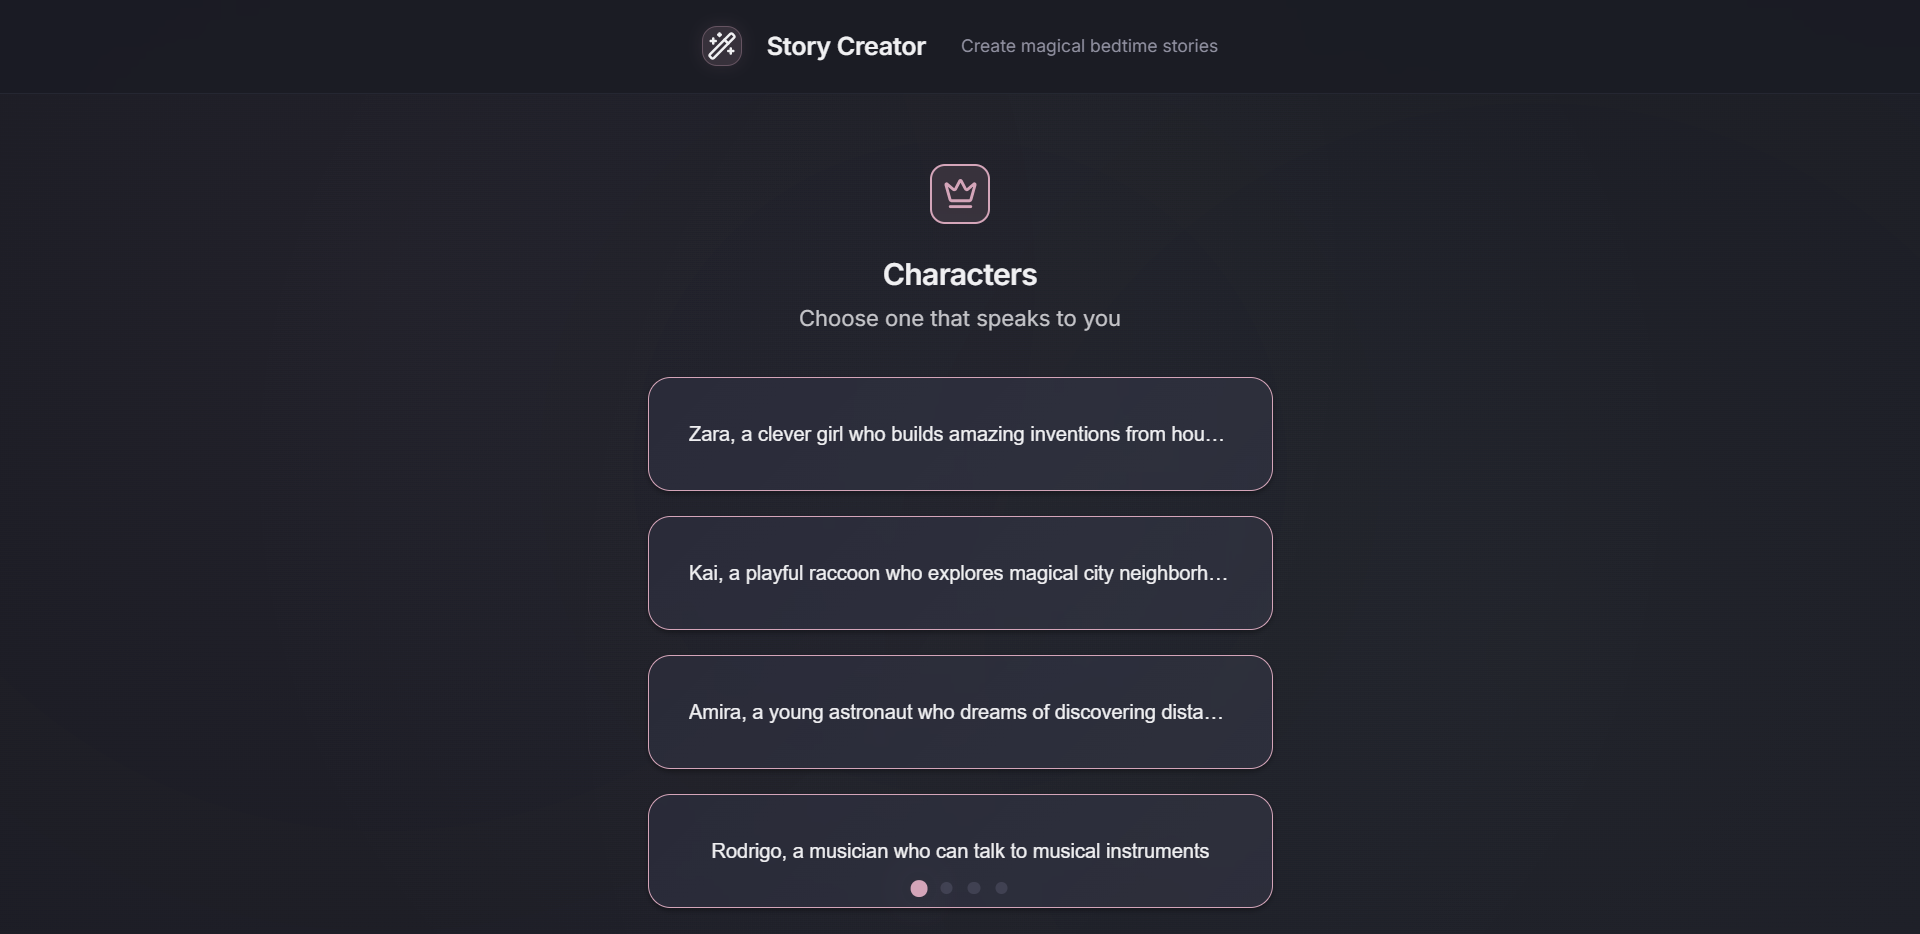 Story Creator
Create magical bedtime stories
Characters
Choose one that speaks to you
Zara, a clever girl who builds amazing inventions from hou...
Kai, a playful raccoon who explores magical city neighborh...
Amira, a young astronaut who dreams of discovering dista...
Rodrigo, a musician who can talk to musical instruments